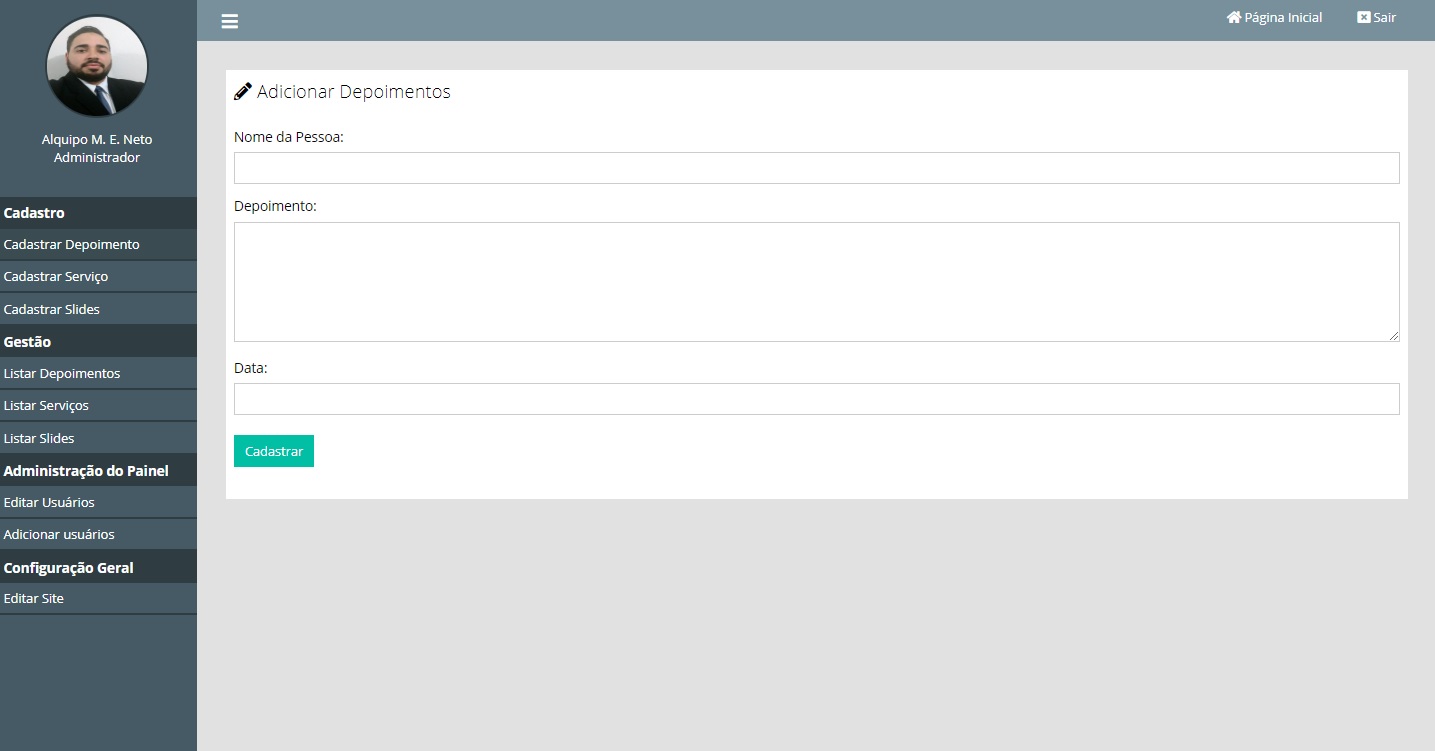 Página Inicial
Sair
Alquipo M. E. Neto
Administrador
Cadastro
Cadastrar Depoimento
Cadastrar Serviço
Cadastrar Slides
Gestão
Listar Depoimentos
Listar Serviços
Listar Slides
Administração do Painel
Editar Usuários
Adicionar usuários
Configuração Geral
Editar Site
Adicionar Depoimentos
Nome da Pessoa:
Depoimento:
Data:
Cadastrar